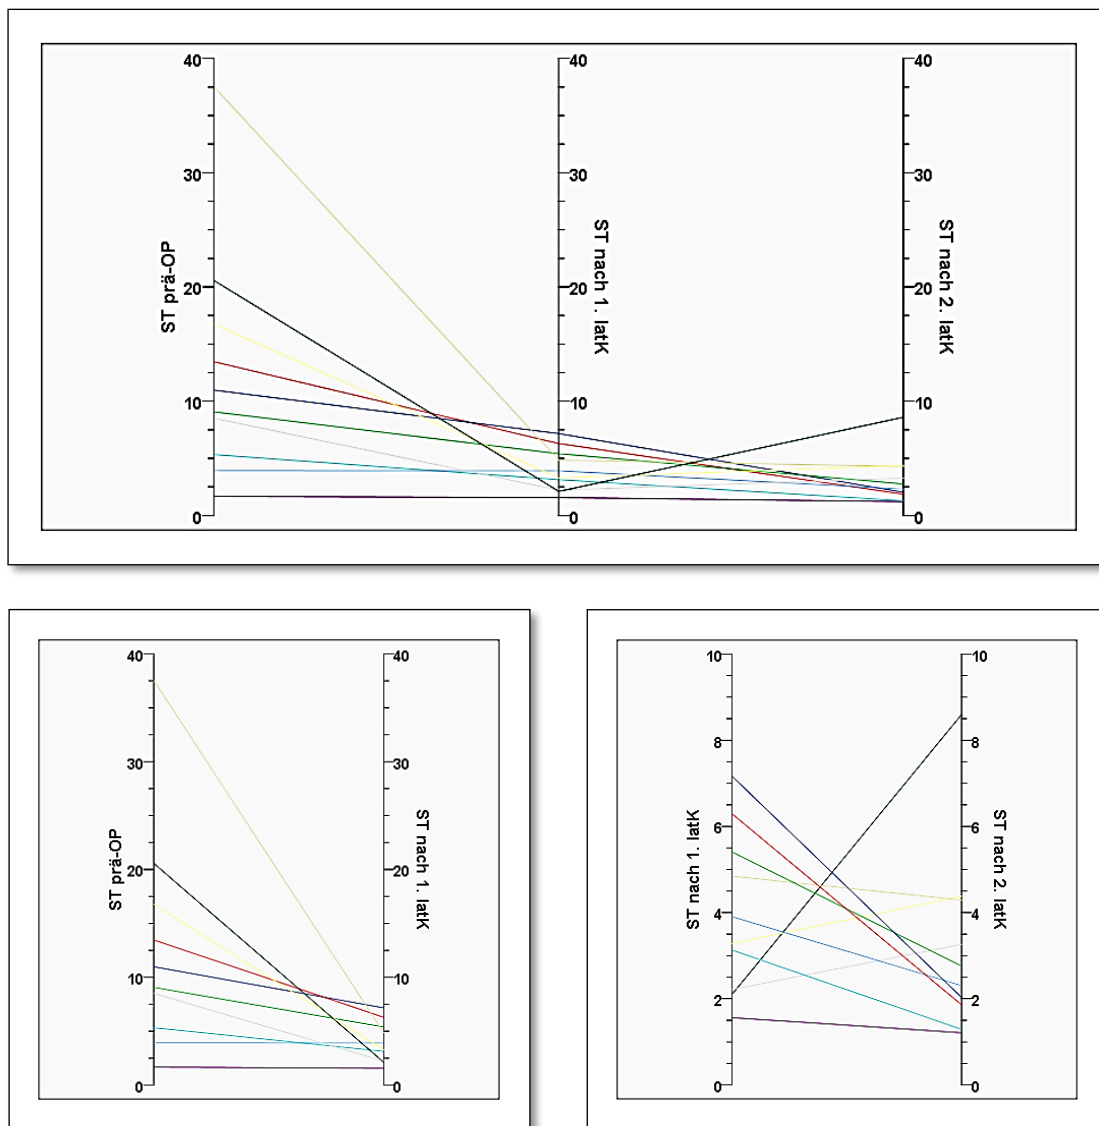 40 40 40
30 30 30
ST prä-OP
ST nach 1. latK
ST nach 2. latK
20 20 20
10 10 10
0 0 0
40 40
30 30
ST prä-OP
ST nach 1. latK
20 20
10 10
0 0
10 10
8 8
ST nach 1. latK
ST nach 2. latK
6 6
4 4
2 2
0 0